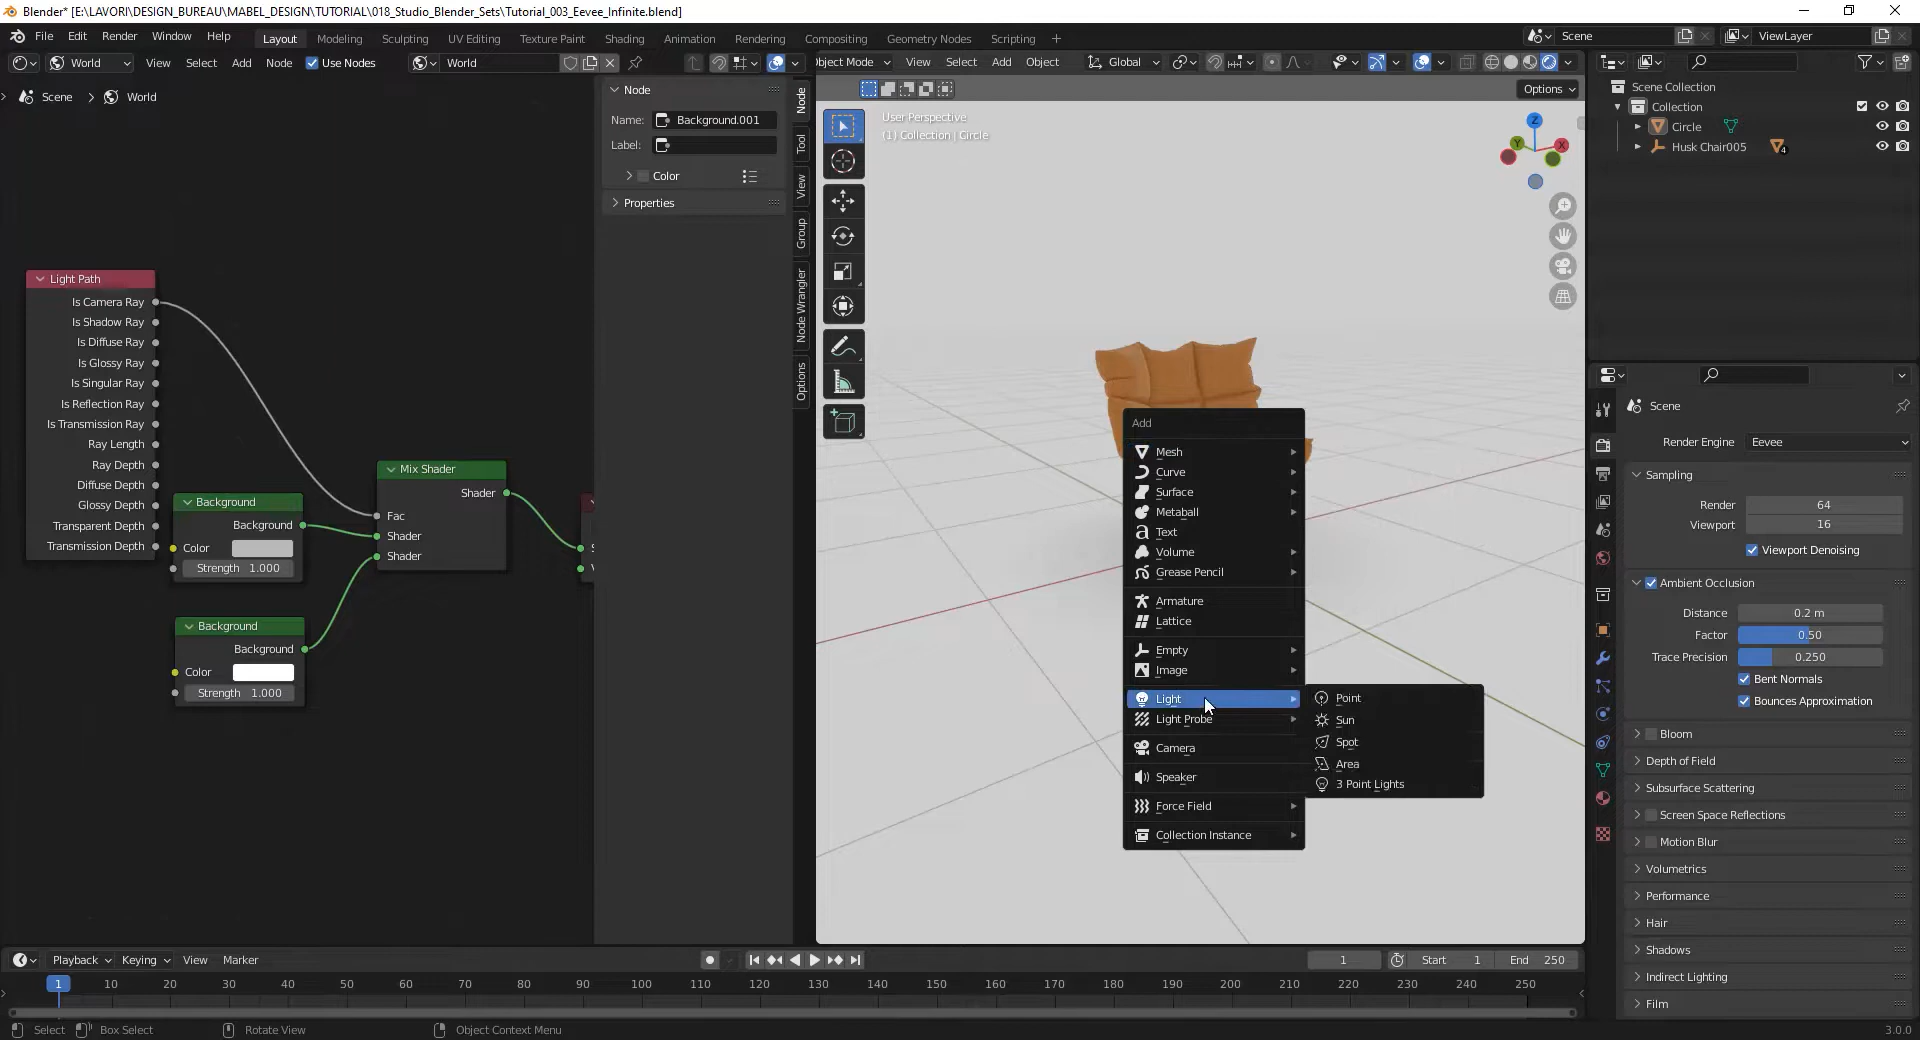 Blender* [E:\LAVORI\DESIGN_BUREAU\MABEL_DESIGN\TUTORIAL\018_Studio_Blender_Sets\Tutorial_003_Eevee_Infinite.blend]
File Edit Render Window Help Layout Modeling Sculpting UV Editing Texture Paint Shading Animation Rendering Compositing Geometry Nodes Scripting + Scene ViewLayer
World View Select Add Node Use Nodes World
Object Mode View Select Add Object Global
Options
Scene > World
Node
Name: Background.001
Label:
Color
Properties
Node
Tool
View
Group
Node Wrangler
Options
Light Path
Is Camera Ray
Is Shadow Ray
Is Diffuse Ray
Is Glossy Ray
Is Singular Ray
Is Reflection Ray
Is Transmission Ray
Ray Length
Ray Depth
Diffuse Depth
Glossy Depth
Transparent Depth
Transmission Depth
Background
Background
Color
Strength 1.000
Background
Background
Color
Strength 1.000
Mix Shader
Shader
Fac
Shader
Shader
User Perspective
(1) Collection | Circle
Z
Y
X
Add
Mesh
Curve
Surface
Metaball
Text
Volume
Grease Pencil
Armature
Lattice
Empty
Image
Light
Light Probe
Camera
Speaker
Force Field
Collection Instance
Point
Sun
Spot
Area
3 Point Lights
Scene Collection
Collection
Circle
Husk Chair005 4
Scene
Render Engine Eevee
Sampling
Render 64
Viewport 16
Viewport Denoising
Ambient Occlusion
Distance 0.2 m
Factor 0.50
Trace Precision 0.250
Bent Normals
Bounces Approximation
Bloom
Depth of Field
Subsurface Scattering
Screen Space Reflections
Motion Blur
Volumetrics
Performance
Hair
Shadows
Indirect Lighting
Film
Playback Keying View Marker 1 Start 1 End 250
1 10 20 30 40 50 60 70 80 90 100 110 120 130 140 150 160 170 180 190 200 210 220 230 240 250
Select Box Select Rotate View Object Context Menu 3.0.0